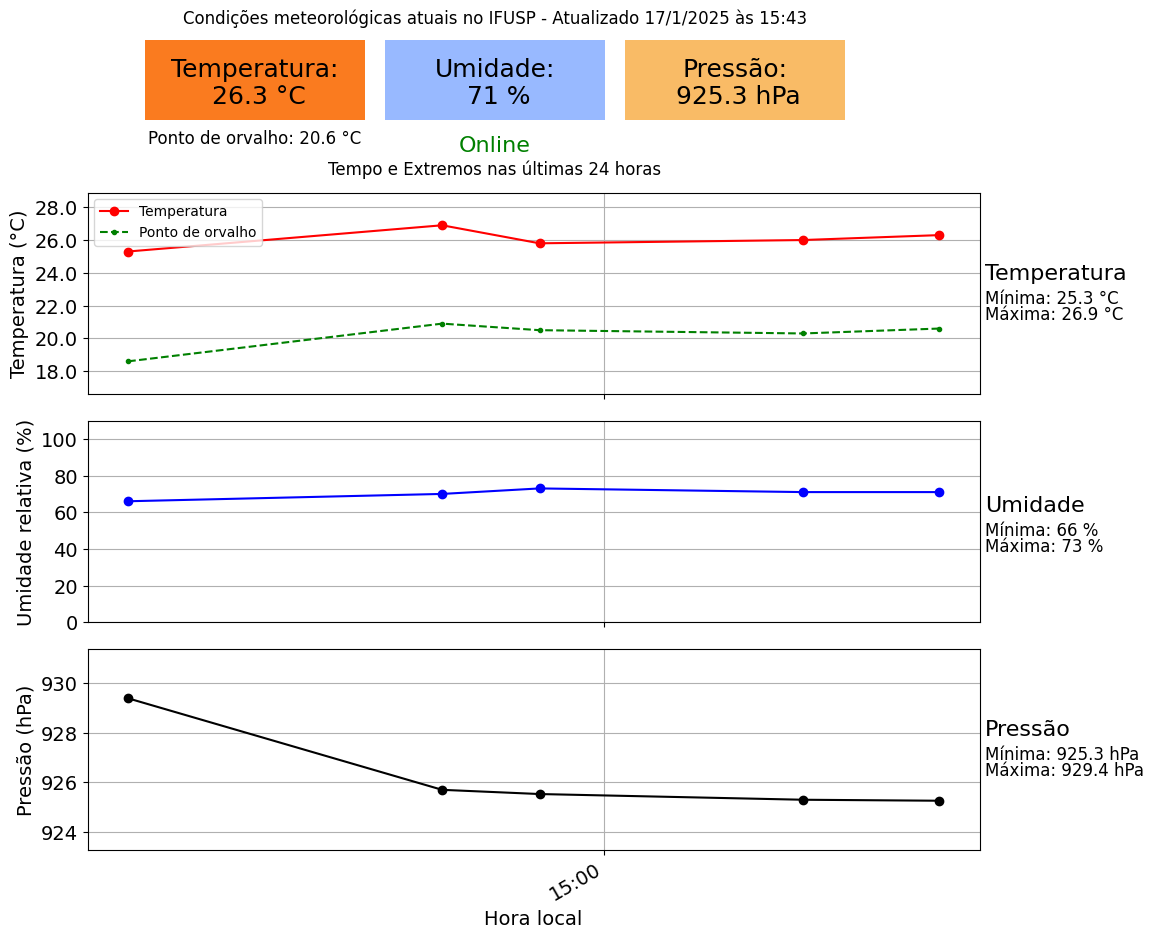 Condições meteorológicas atuais no IFUSP - Atualizado 17/1/2025 às 15:43
Temperatura:
26.3 °C
Umidade:
71 %
Pressão:
925.3 hPa
Ponto de orvalho: 20.6 °C
Online
Tempo e Extremos nas últimas 24 horas
Temperatura (°C)
28.0
26.0
24.0
22.0
20.0
18.0
Temperatura
Ponto de orvalho
Temperatura
Mínima: 25.3 °C
Máxima: 26.9 °C
Umidade relativa (%)
100
80
60
40
20
0
Umidade
Mínima: 66 %
Máxima: 73 %
Pressão (hPa)
930
928
926
924
Pressão
Mínima: 925.3 hPa
Máxima: 929.4 hPa
15:00
Hora local